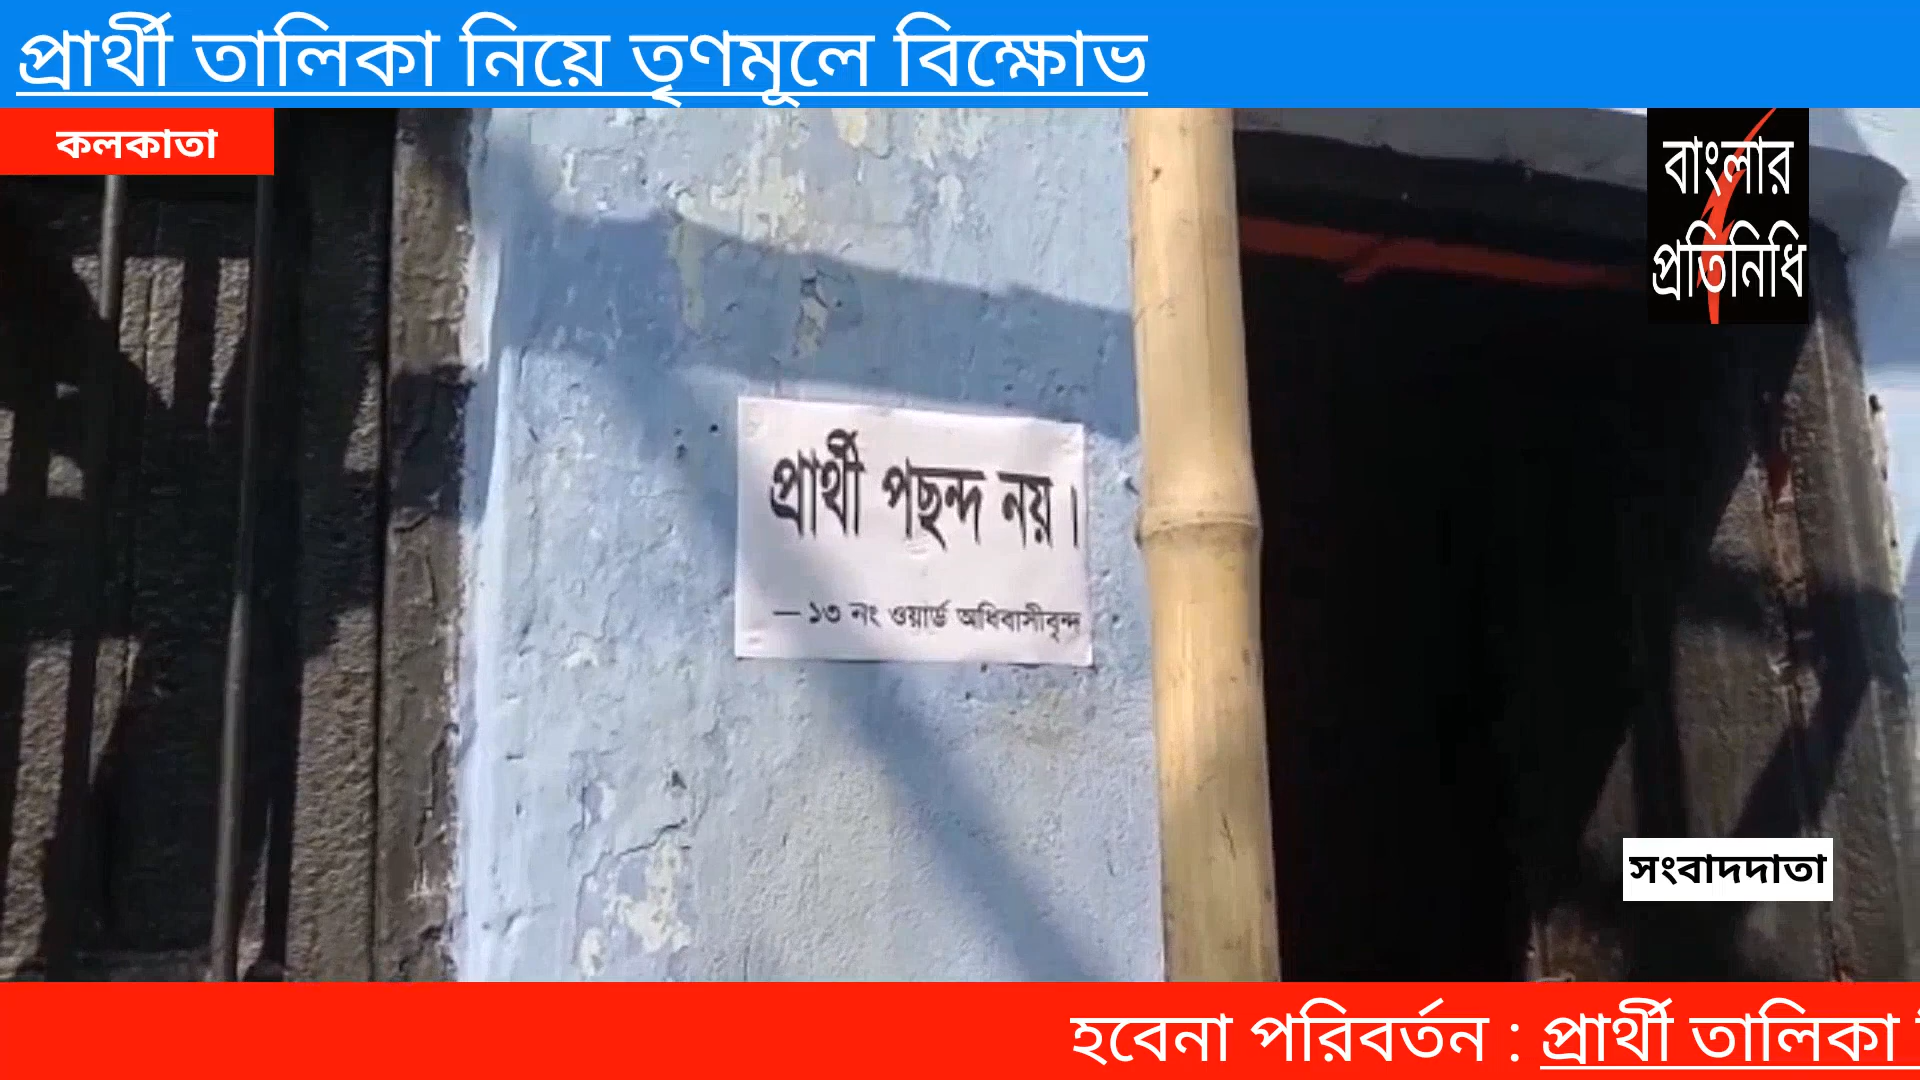 প্রার্থী তালিকা নিয়ে তৃণমূলে বিক্ষোভ
কলকাতা
বাংলার
প্রতিনিধি
প্রার্থী পছন্দ নয়।
— ১৩ নং ওয়ার্ড অধিবাসীবৃন্দ
সংবাদদাতা
হবেনা পরিবর্তন : প্রার্থী তালিকা